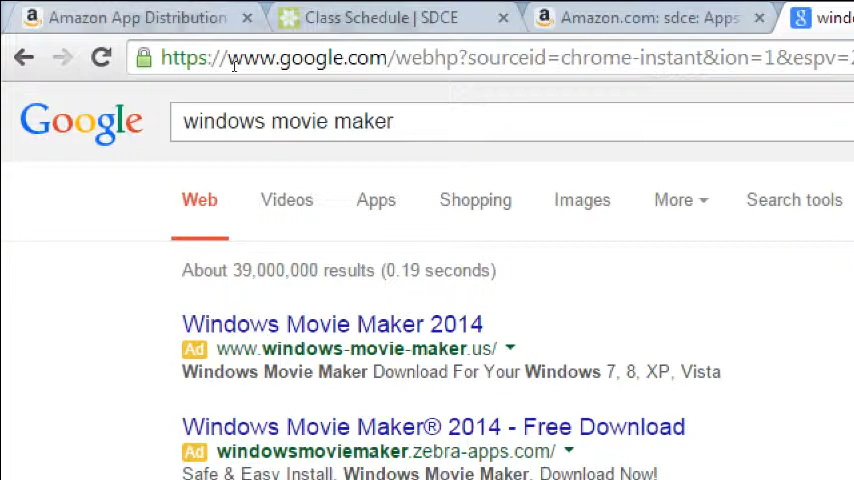 Amazon App Distribution × Class Schedule | SDCE × Amazon.com: sdce: Apps × windo
https://www.google.com/webhp?sourceid=chrome-instant&ion=1&espv=2
Google windows movie maker
Web Videos Apps Shopping Images More Search tools
About 39,000,000 results (0.19 seconds)
Windows Movie Maker 2014
Ad www.windows-movie-maker.us/
Windows Movie Maker Download For Your Windows 7, 8, XP, Vista
Windows Movie Maker® 2014 - Free Download
Ad windowsmoviemaker.zebra-apps.com/
Safe & Easy Install. Windows Movie Maker. Download Now!